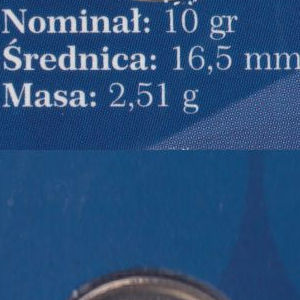 Nominał: 10 gr
Średnica: 16,5 mm
Masa: 2,51 g